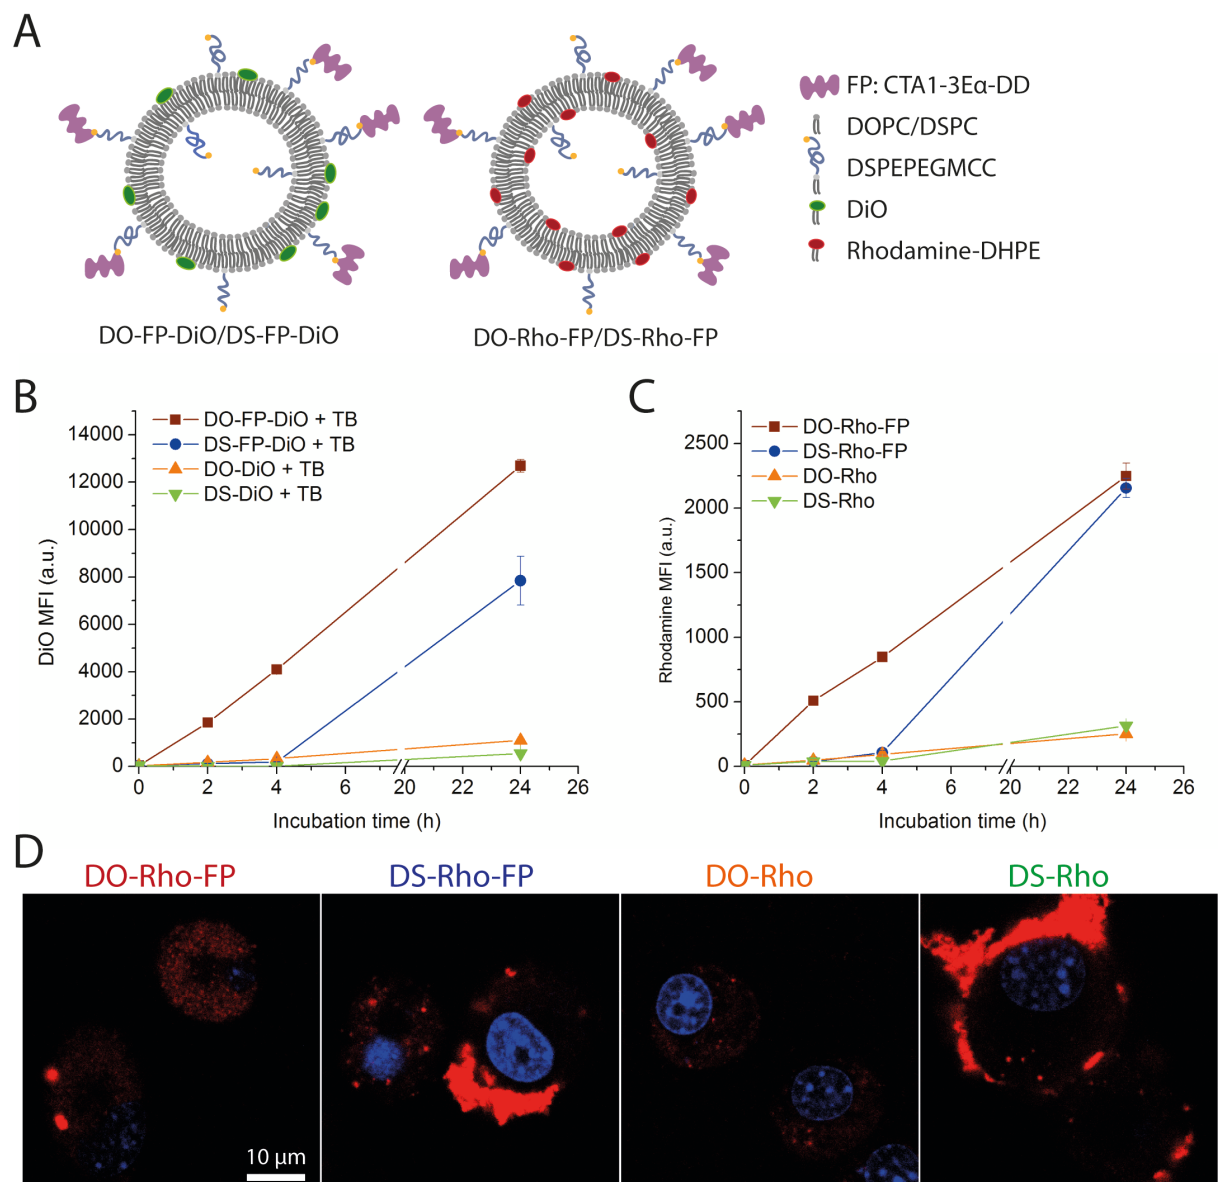 A
FP: CTA1-3Eα-DD
DOPC/DSPC
DSPEPEGMCC
DiO
Rhodamine-DHPE
DO-FP-DiO/DS-FP-DiO
DO-Rho-FP/DS-Rho-FP
B
DO-FP-DiO + TB
DS-FP-DiO + TB
DO-DiO + TB
DS-DiO + TB
DiO MFI (a.u.)
14000
12000
10000
8000
6000
4000
2000
0
0 2 4 6 20 22 24 26
Incubation time (h)
C
DO-Rho-FP
DS-Rho-FP
DO-Rho
DS-Rho
Rhodamine MFI (a.u.)
2500
2000
1500
1000
500
0
0 2 4 6 20 22 24 26
Incubation time (h)
D
DO-Rho-FP
DS-Rho-FP
DO-Rho
DS-Rho
10 µm